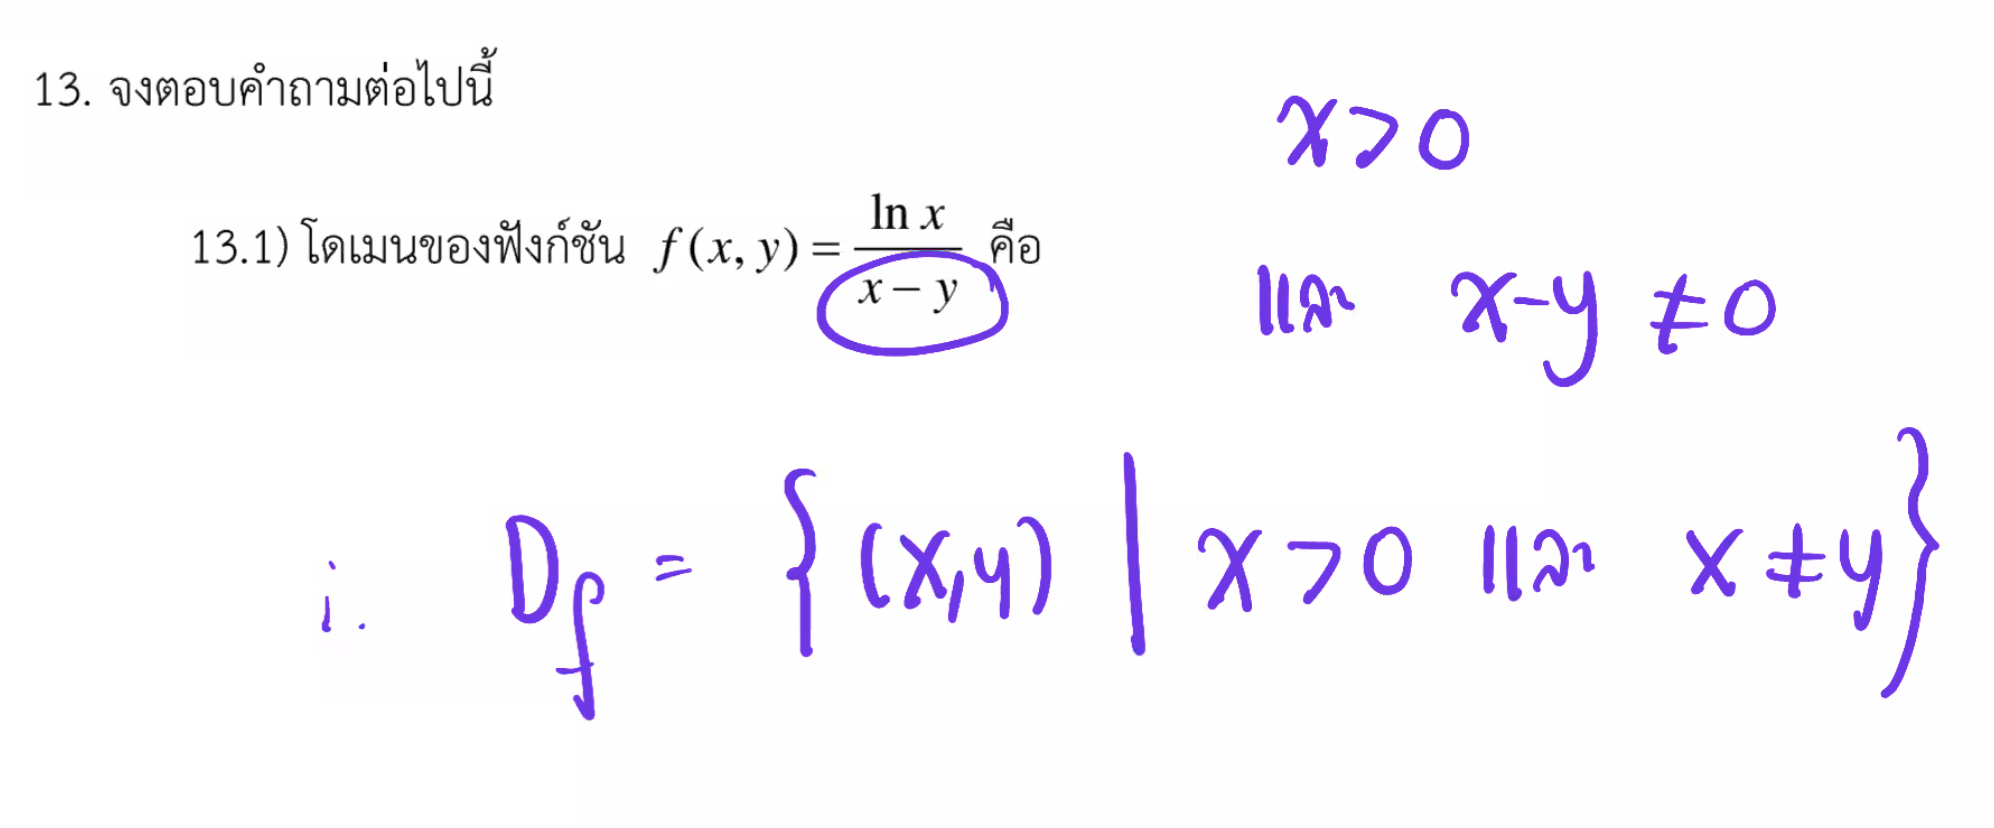 13. จงตอบคำถามต่อไปนี้
x>0
13.1) โดเมนของฟังก์ชัน f(x, y) = ln x / x − y คือ
และ x-y ≠ 0
∴ D_f = { (x,y) | x>0 และ x ≠ y }